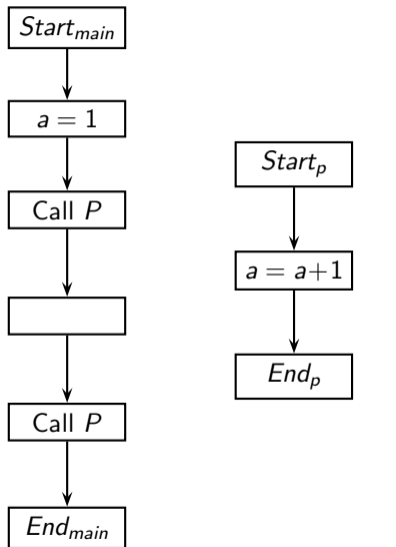 Start_main
a = 1
Call P
Call P
End_main
Start_p
a = a+1
End_p